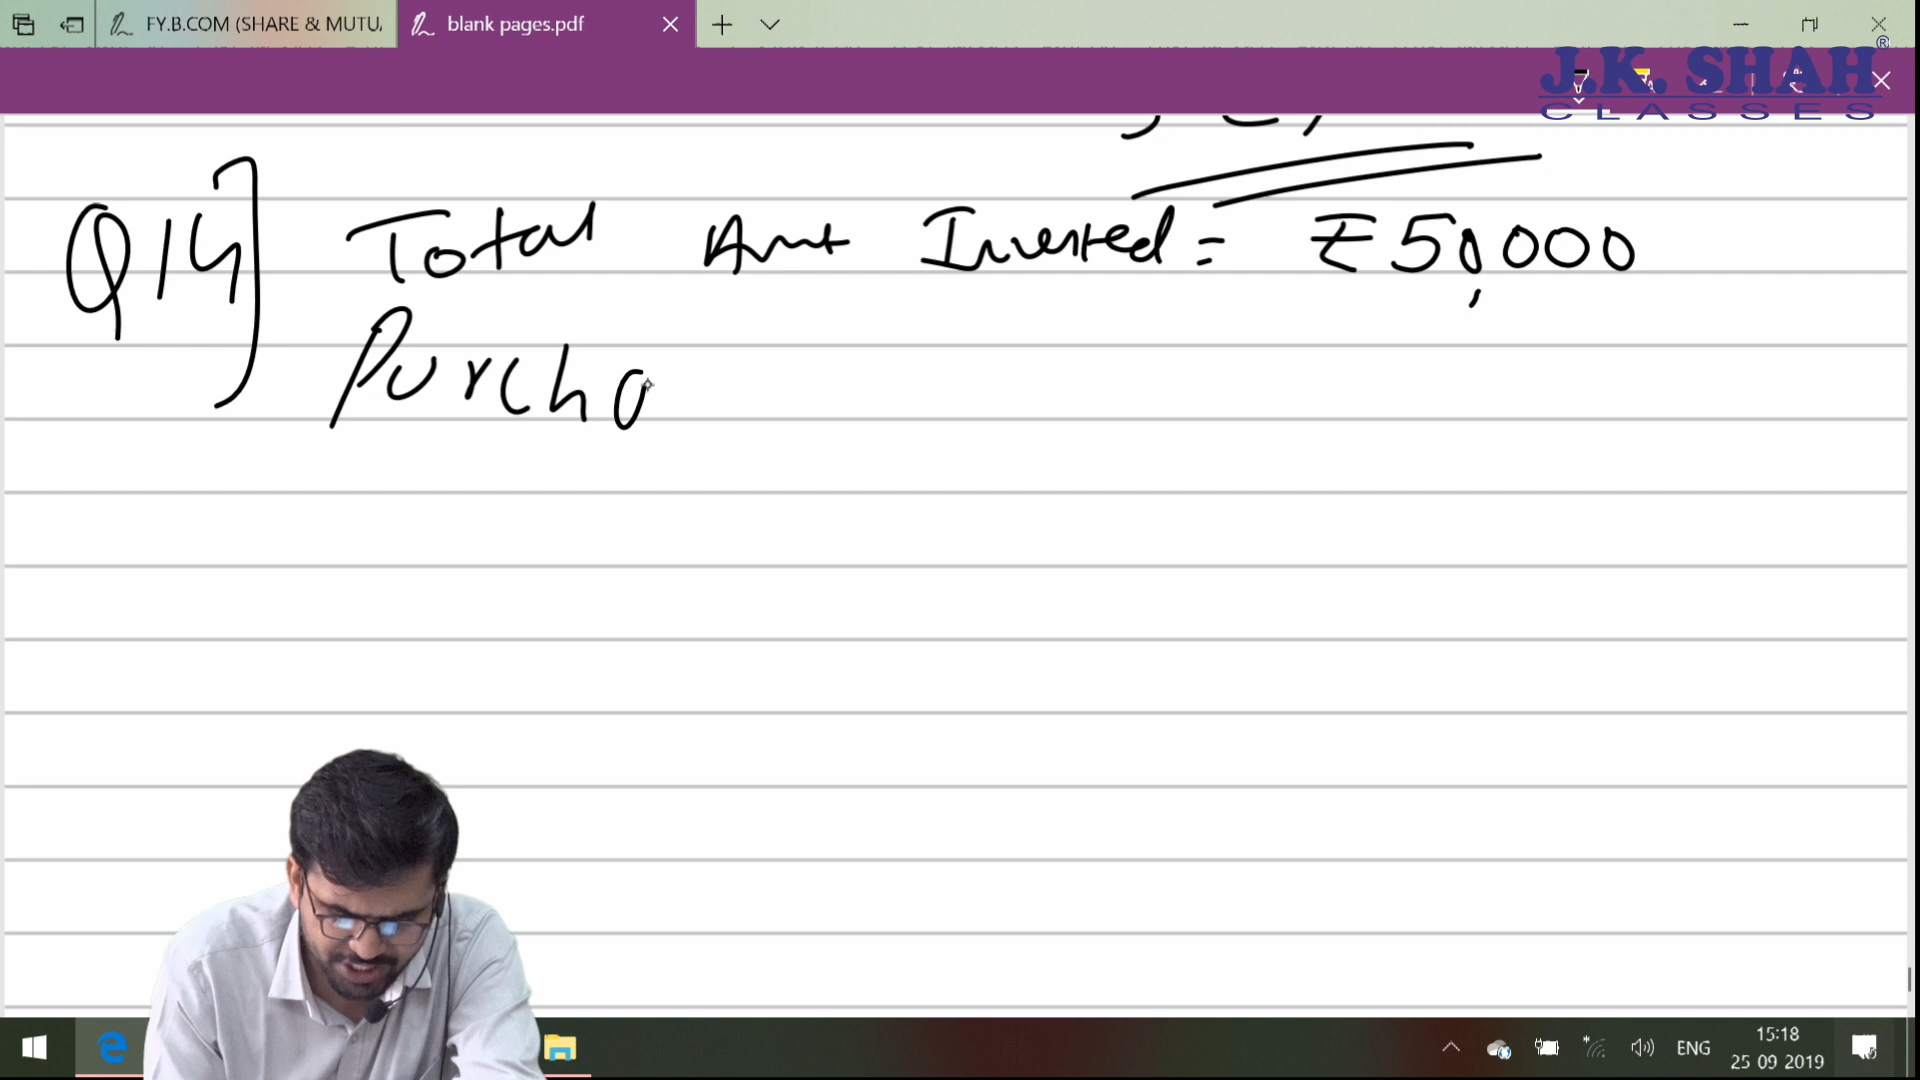 FY.B.COM (SHARE & MUTU
blank pages.pdf
J.K. SHAH ®
CLASSES
Q14] Total Amt Invested = ₹50,000
Purcha
ENG
15:18
25 09 2019